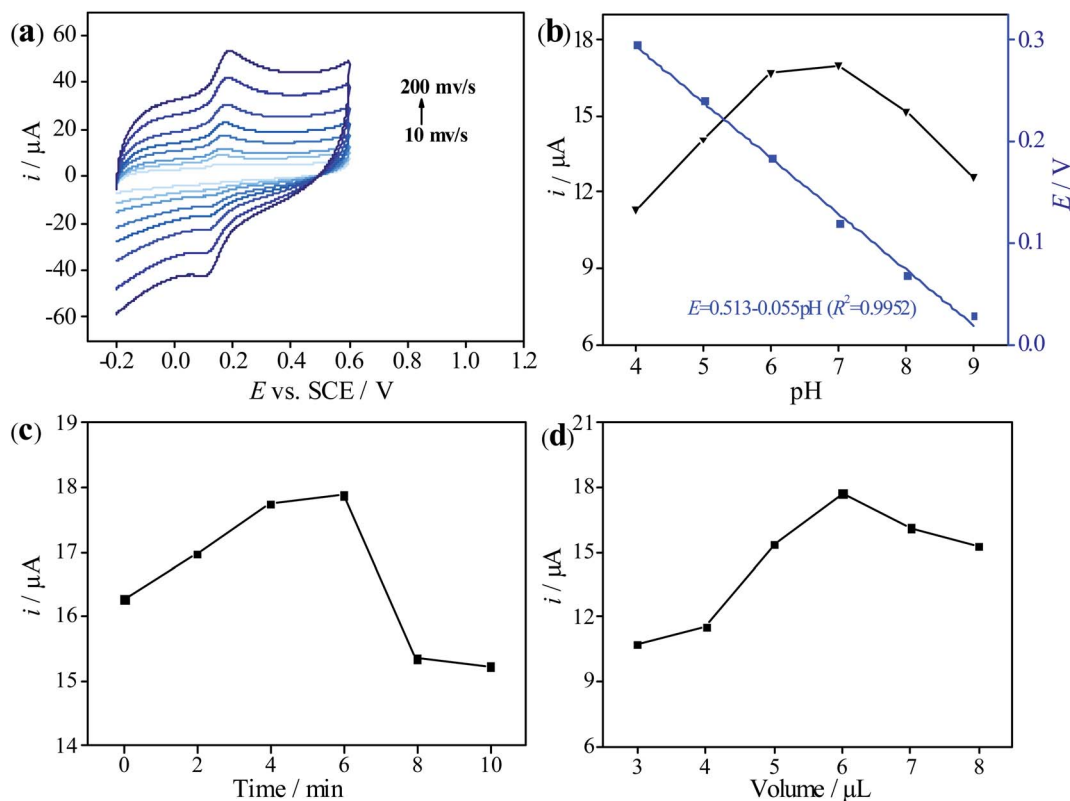 (a)
60
40
20
0
-20
-40
-60
i / μA
200 mv/s
10 mv/s
-0.2 0.0 0.2 0.4 0.6 0.8 1.0 1.2
E vs. SCE / V
(b)
18
15
12
9
6
i / μA
0.3
0.2
0.1
0.0
E / V
E=0.513-0.055pH (R²=0.9952)
4 5 6 7 8 9
pH
(c)
19
18
17
16
15
14
i / μA
0 2 4 6 8 10
Time / min
(d)
21
18
15
12
9
6
i / μA
3 4 5 6 7 8
Volume / μL